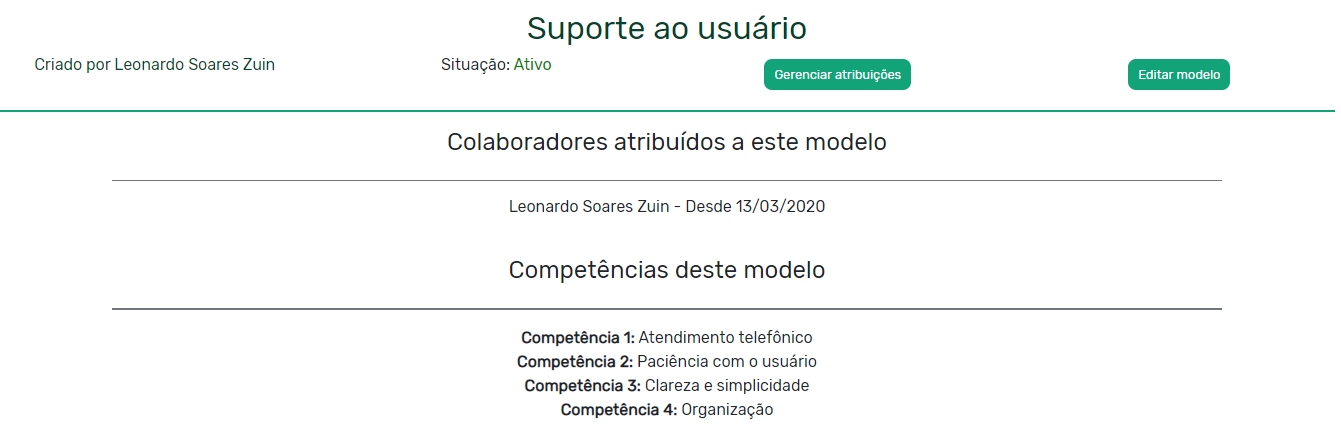 Suporte ao usuário
Criado por Leonardo Soares Zuin
Situação: Ativo
Gerenciar atribuições
Editar modelo
Colaboradores atribuídos a este modelo
Leonardo Soares Zuin - Desde 13/03/2020
Competências deste modelo
Competência 1: Atendimento telefônico
Competência 2: Paciência com o usuário
Competência 3: Clareza e simplicidade
Competência 4: Organização